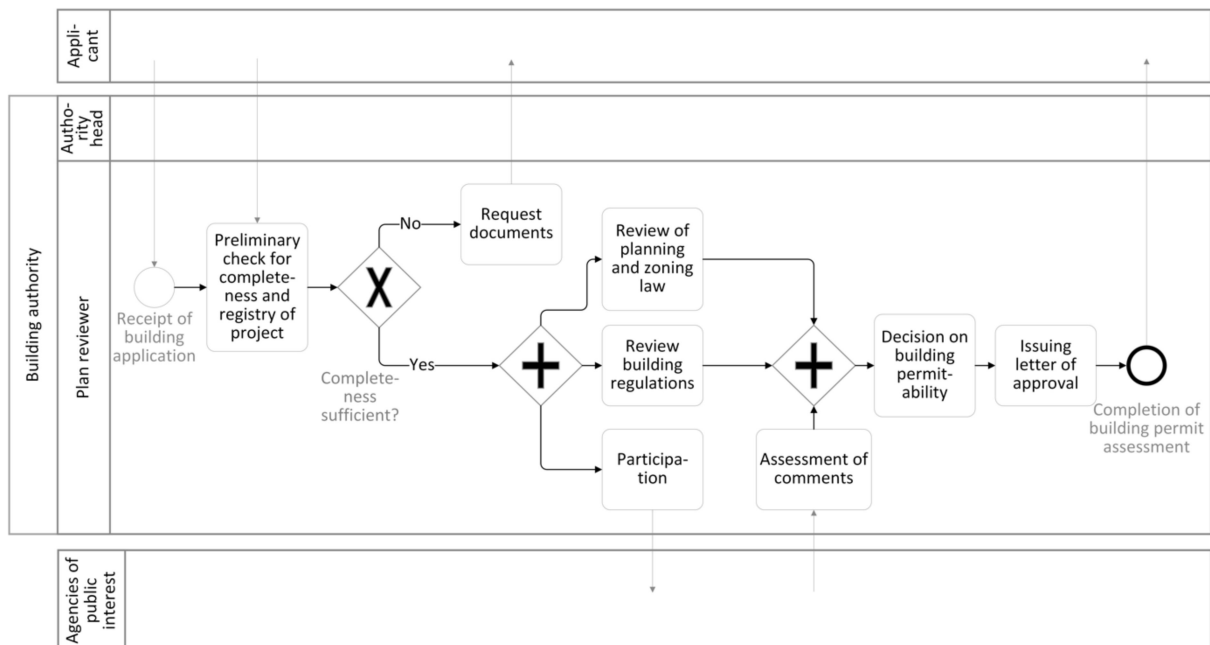 Appli-
cant
Building authority
Autho-
rity
head
Plan reviewer
Receipt of
building
application
Preliminary
check for
complete-
ness and
registry of
project
No
Yes
Complete-
ness
sufficient?
Request
documents
Review of
planning
and zoning
law
Review
building
regulations
Participa-
tion
Assessment of
comments
Decision on
building
permit-
ability
Issuing
letter of
approval
Completion of
building permit
assessment
Agencies of
public
interest